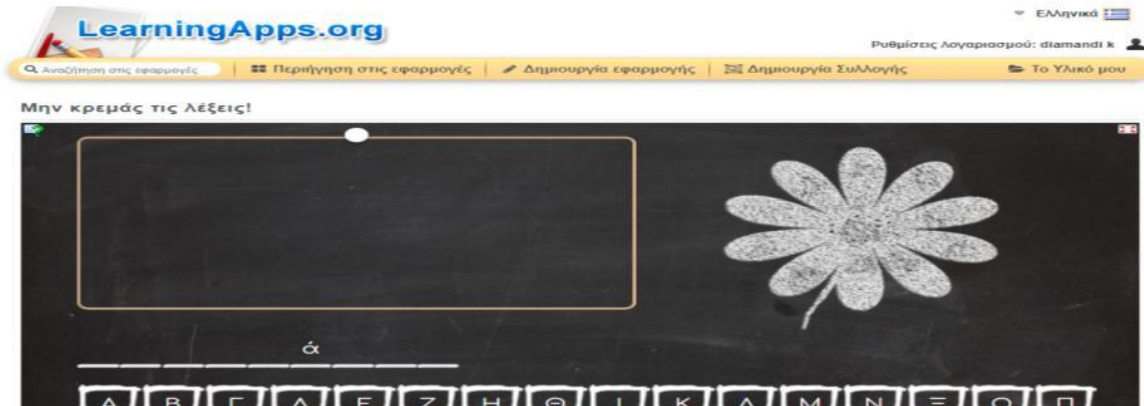 Ελληνικά
LearningApps.org
Ρυθμίσεις Λογαριασμού: diamandi k
Αναζήτηση στις εφαρμογές Περιήγηση στις εφαρμογές Δημιουργία εφαρμογής Δημιουργία Συλλογής Το Υλικό μου
Μην κρεμάς τις λέξεις!
ά
Α Β Γ Δ Ε Ζ Η Θ Ι Κ Λ Μ Ν Ξ Ο Π